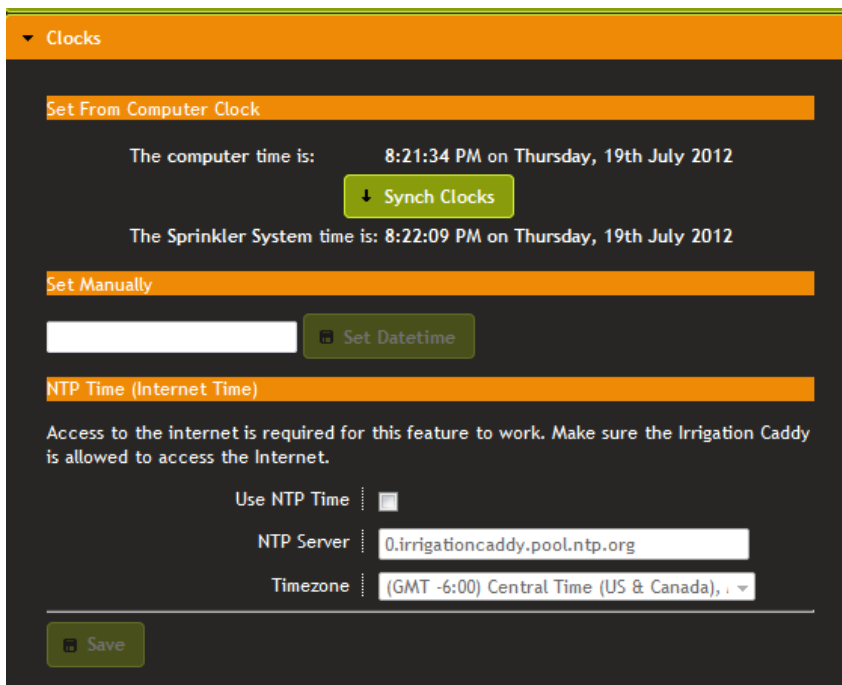 Clocks
Set From Computer Clock
The computer time is: 8:21:34 PM on Thursday, 19th July 2012
Synch Clocks
The Sprinkler System time is: 8:22:09 PM on Thursday, 19th July 2012
Set Manually
Set Datetime
NTP Time (Internet Time)
Access to the internet is required for this feature to work. Make sure the Irrigation Caddy
is allowed to access the Internet.
Use NTP Time
NTP Server 0.irrigationcaddy.pool.ntp.org
Timezone (GMT -6:00) Central Time (US & Canada),
Save